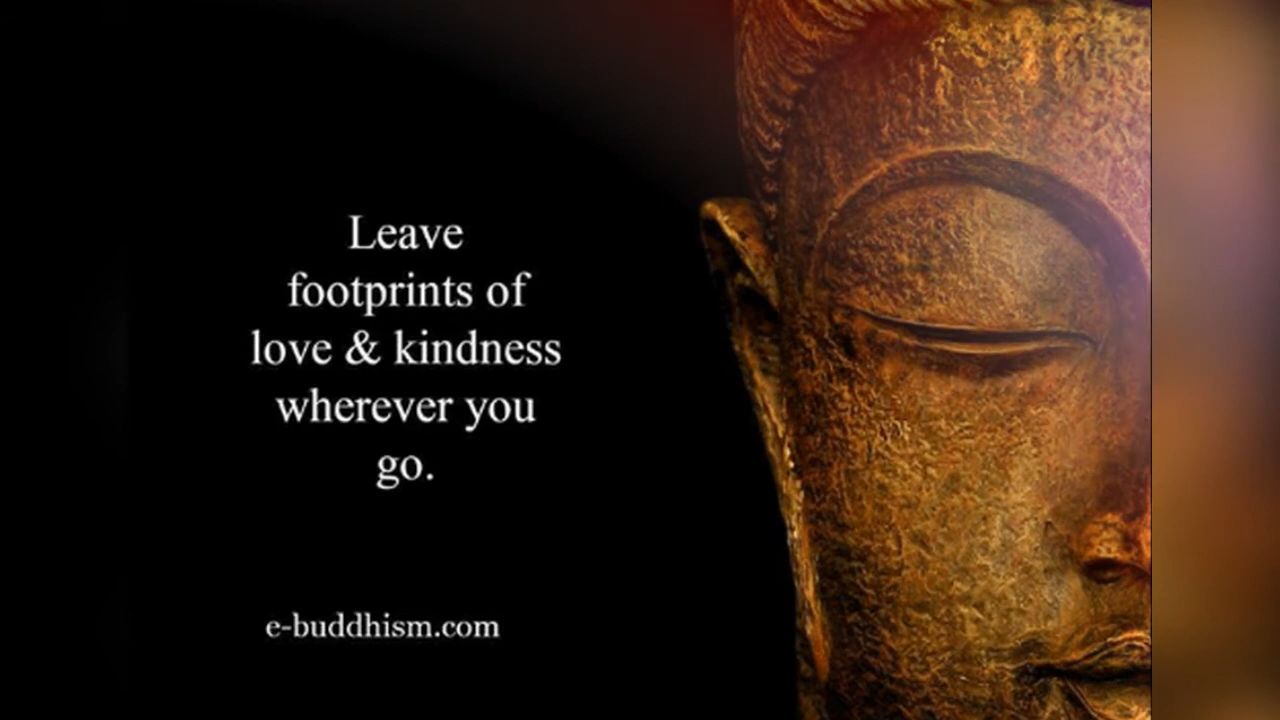 Leave
footprints of
love & kindness
wherever you
go.
e-buddhism.com